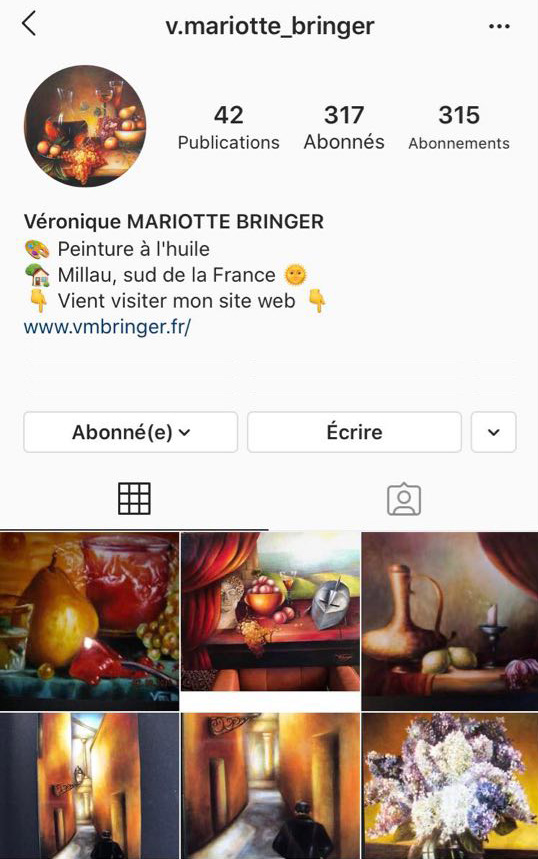 v.mariotte_bringer
42
317
315
Publications
Abonnés
Abonnements
Véronique MARIOTTE BRINGER
🎨 Peinture à l'huile
🏡 Millau, sud de la France 🌞
👇 Vient visiter mon site web 👇
www.vmbringer.fr/
Abonné(e)
Écrire